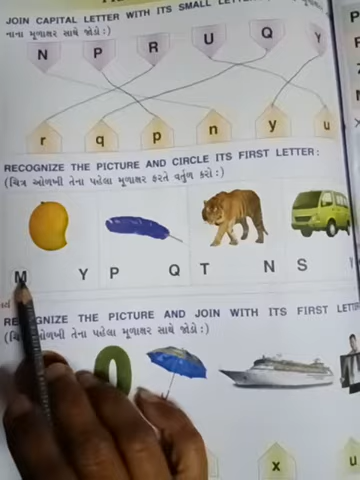 JOIN CAPITAL LETTER WITH ITS SMALL
નાના મૂળાક્ષર સાથે જોડો:)
N P R U Q Y
r q p n y u
RECOGNIZE THE PICTURE AND CIRCLE ITS FIRST LETTER:
(ચિત્ર ઓળખી તેના પહેલા મૂળાક્ષર ફરતે વર્તુળ કરો:)
M Y P Q T N S
THE PICTURE AND JOIN WITH ITS FIRST
ઓળખી તેના પહેલા મૂળાક્ષર સાથે જોડો:)
x u